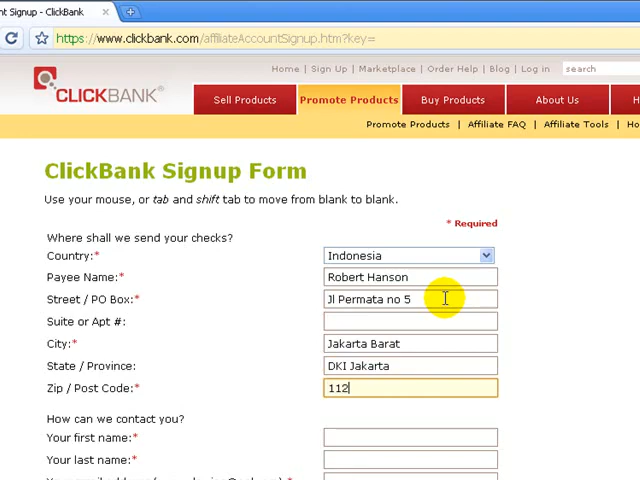 nt Signup - ClickBank
https://www.clickbank.com/affiliateAccountSignup.htm?key=
Home | Sign Up | Marketplace | Order Help | Blog | Log in search
CLICKBANK®
Sell Products Promote Products Buy Products About Us H
Promote Products | Affiliate FAQ | Affiliate Tools | Ho
ClickBank Signup Form
Use your mouse, or tab and shift tab to move from blank to blank.
* Required
Where shall we send your checks?
Country:* Indonesia
Payee Name:* Robert Hanson
Street / PO Box:* Jl Permata no 5
Suite or Apt #:
City:* Jakarta Barat
State / Province: DKI Jakarta
Zip / Post Code:* 112
How can we contact you?
Your first name:*
Your last name:*